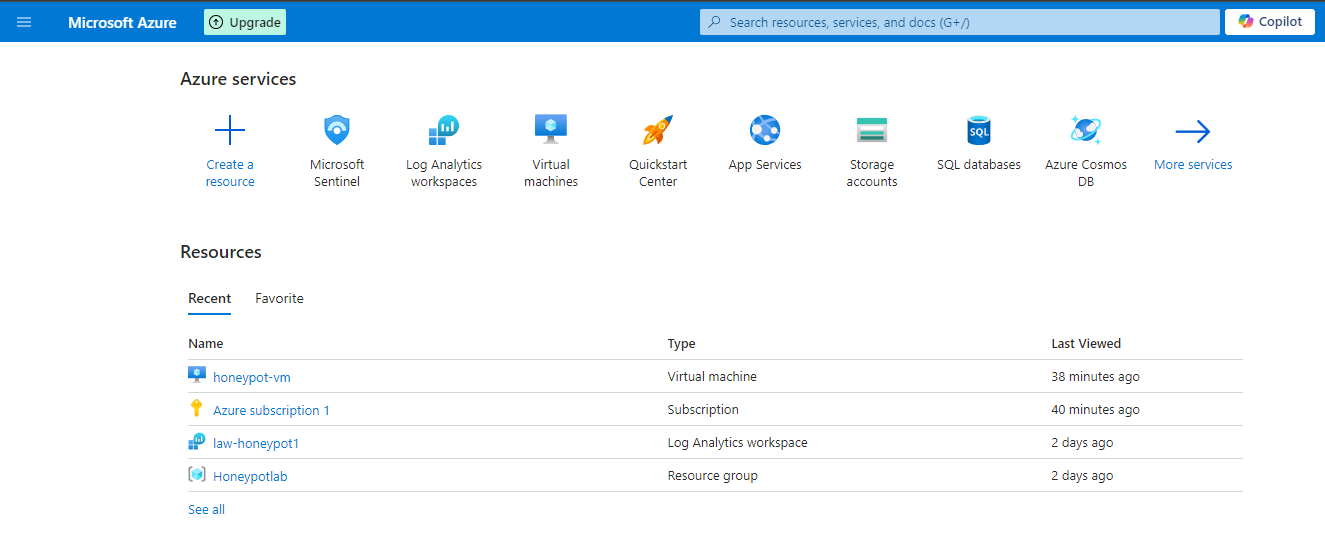 Microsoft Azure
Upgrade
Search resources, services, and docs (G+/)
Copilot
Azure services
Create a
resource
Microsoft
Sentinel
Log Analytics
workspaces
Virtual
machines
Quickstart
Center
App Services
Storage
accounts
SQL
SQL databases
Azure Cosmos
DB
More services
Resources
Recent
Favorite
Name
Type
Last Viewed
honeypot-vm
Virtual machine
38 minutes ago
Azure subscription 1
Subscription
40 minutes ago
law-honeypot1
Log Analytics workspace
2 days ago
Honeypotlab
Resource group
2 days ago
See all